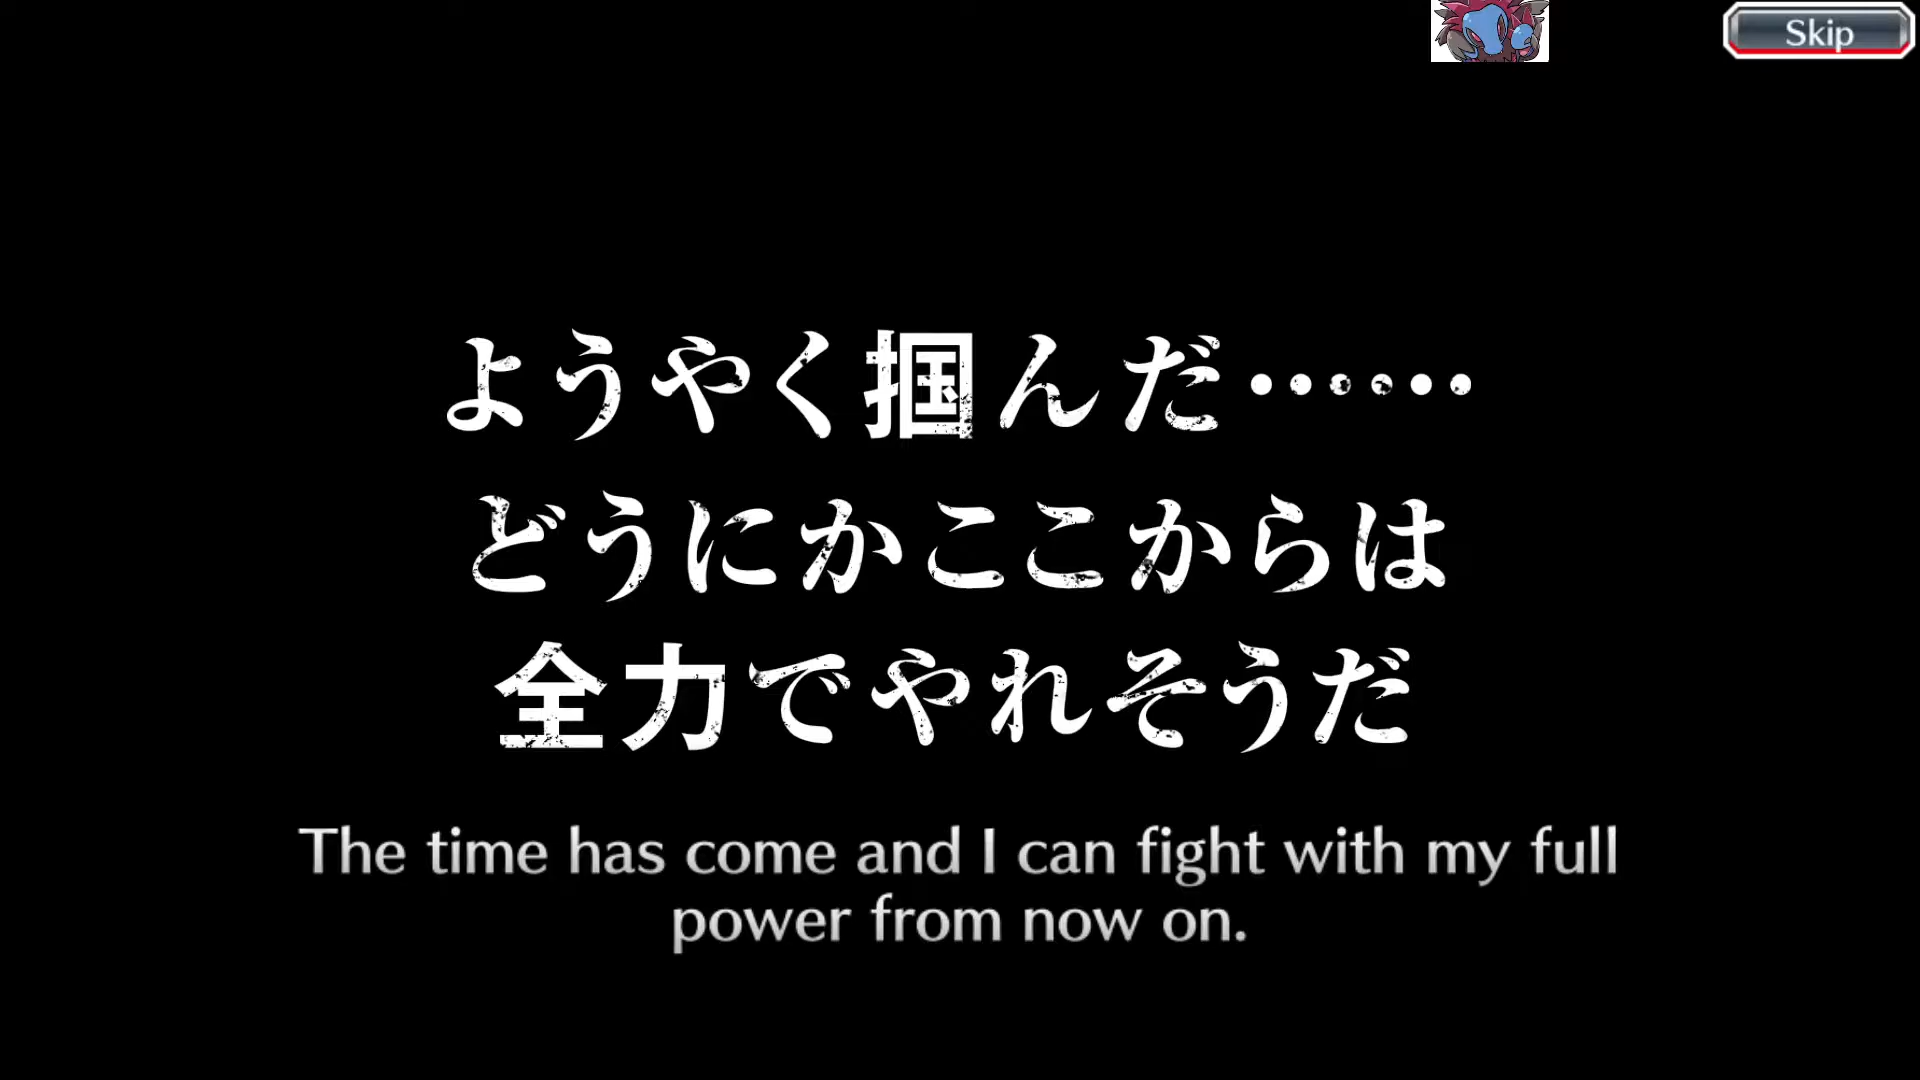 Skip
ようやく掴んだ……
どうにかここからは
全力でやれそうだ
The time has come and I can fight with my full
power from now on.